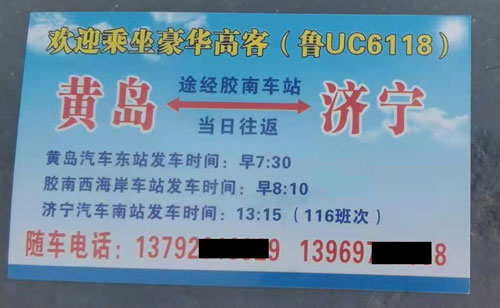 欢迎乘坐豪华高客（鲁UC6118）
途经胶南车站
黄岛 济宁
当日往返
黄岛汽车东站发车时间：早7:30
胶南西海岸车站发车时间：早8:10
济宁汽车南站发车时间：13:15（116班次）
随车电话：13792 9 139697 8